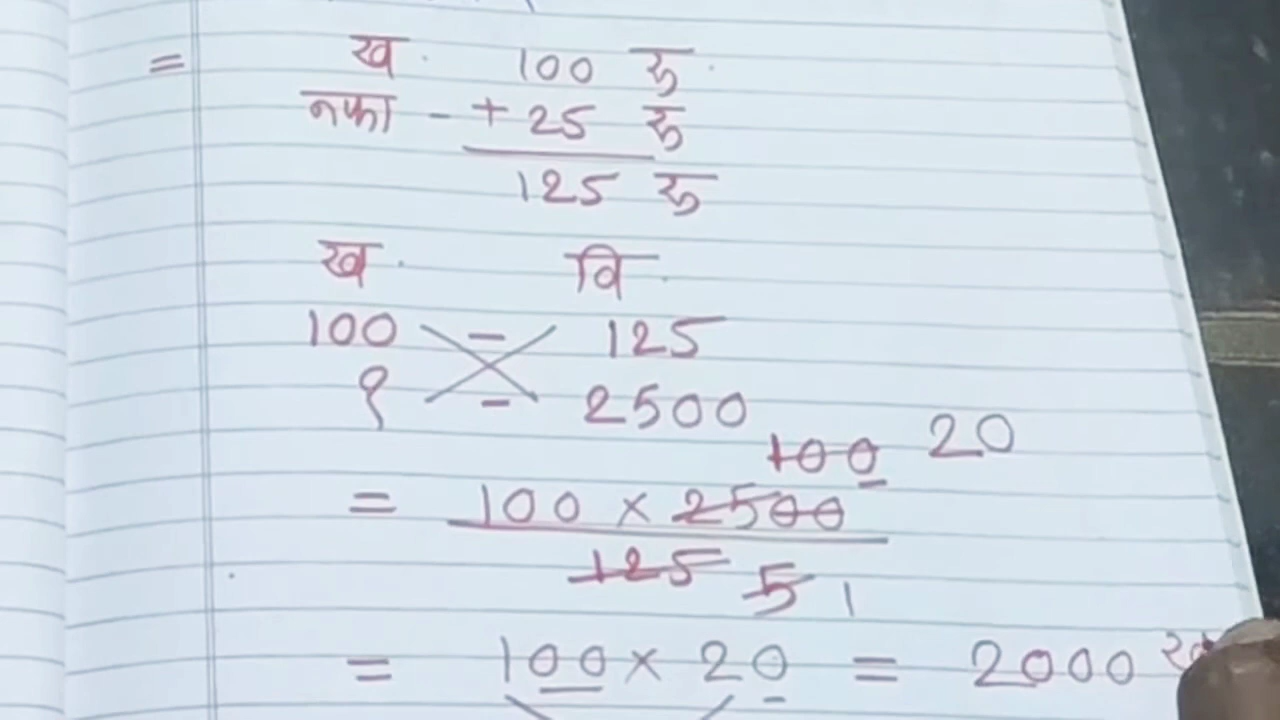 = ख. 100 रू.
नफा - + 25 रू
125 रू
ख. वि.
100 - 125
? - 2500
100 20
= 100 × 2500
125 5 1
= 100 × 20 = 2000